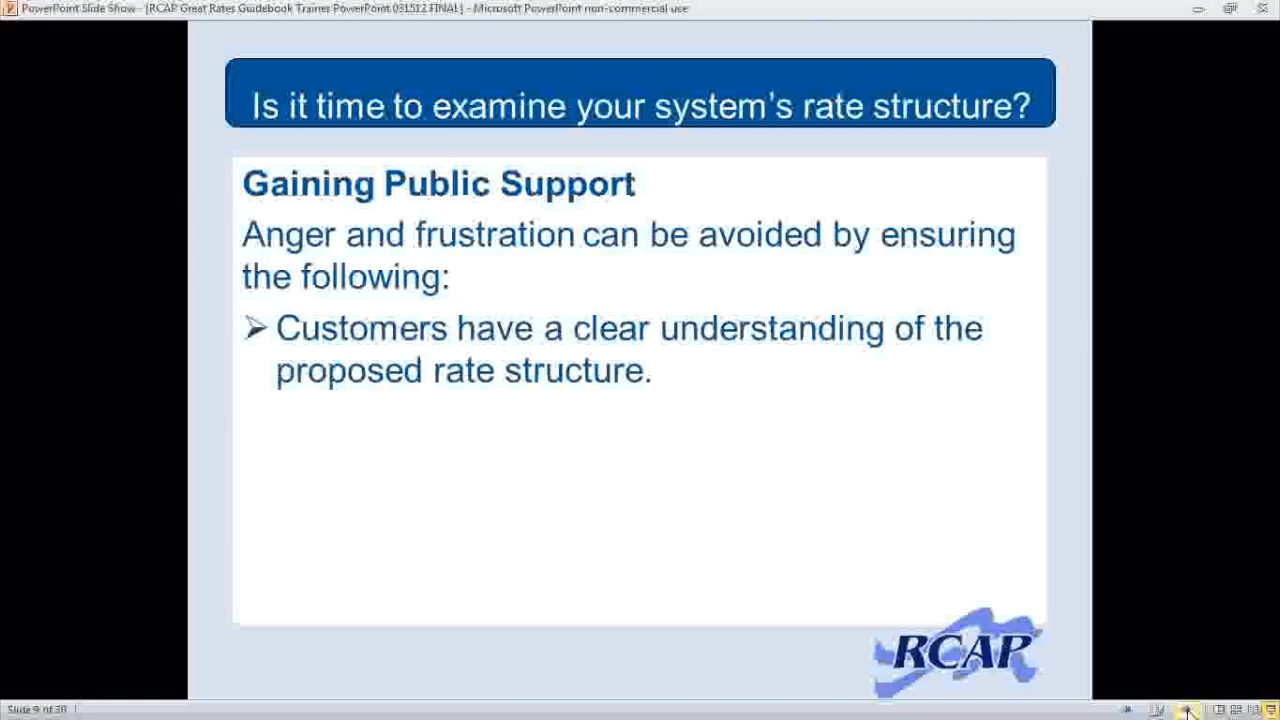 PowerPoint Slide Show - [RCAP Great Rates Guidebook Trainer PowerPoint 031512 FINAL] - Microsoft PowerPoint non-commercial use
Is it time to examine your system's rate structure?
Gaining Public Support
Anger and frustration can be avoided by ensuring
the following:
➢ Customers have a clear understanding of the
proposed rate structure.
RCAP
Slide 9 of 30